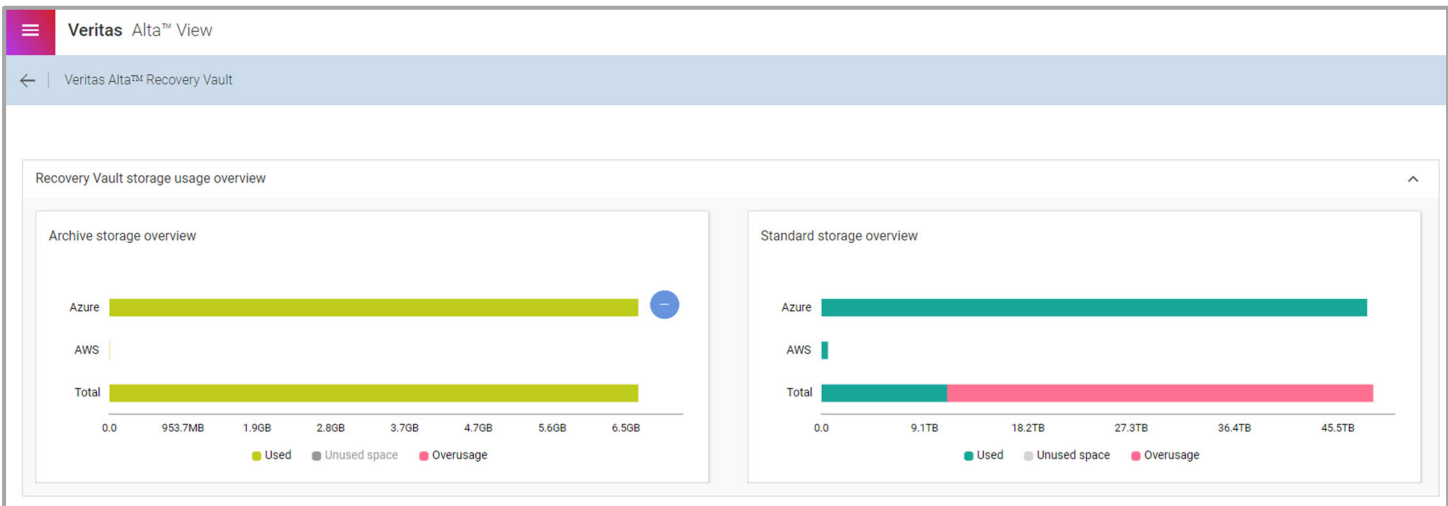 Veritas Alta™ View
Veritas Alta™ Recovery Vault
Recovery Vault storage usage overview
Archive storage overview
Azure
AWS
Total
0.0 953.7MB 1.9GB 2.8GB 3.7GB 4.7GB 5.6GB 6.5GB
Used Unused space Overusage
Standard storage overview
Azure
AWS
Total
0.0 9.1TB 18.2TB 27.3TB 36.4TB 45.5TB
Used Unused space Overusage